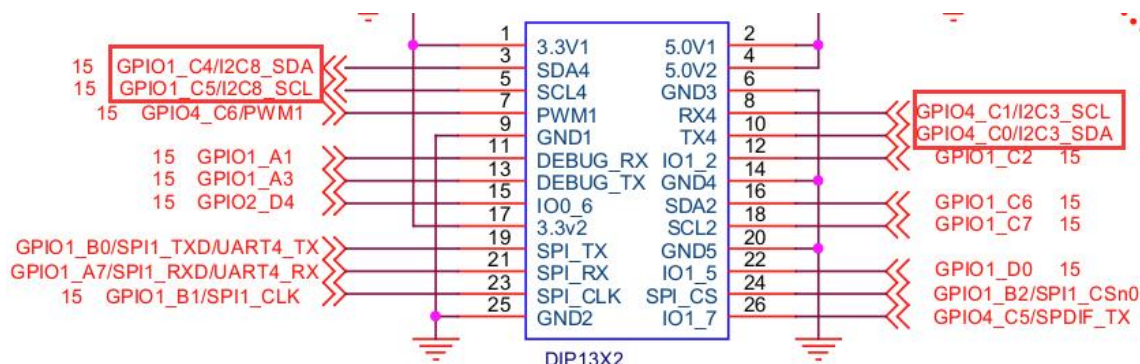 1 3.3V1 5.0V1 2
15 GPIO1_C4/I2C8_SDA 3 SDA4 5.0V2 4
15 GPIO1_C5/I2C8_SCL 5 SCL4 GND3 6
15 GPIO4_C6/PWM1 7 PWM1 RX4 8 GPIO4_C1/I2C3_SCL
9 GND1 TX4 10 GPIO4_C0/I2C3_SDA
15 GPIO1_A1 11 DEBUG_RX IO1_2 12 GPIO1_C2 15
15 GPIO1_A3 13 DEBUG_TX GND4 14
15 GPIO2_D4 15 IO0_6 SDA2 16 GPIO1_C6 15
17 3.3v2 SCL2 18 GPIO1_C7 15
GPIO1_B0/SPI1_TXD/UART4_TX 19 SPI_TX GND5 20
GPIO1_A7/SPI1_RXD/UART4_RX 21 SPI_RX IO1_5 22 GPIO1_D0 15
15 GPIO1_B1/SPI1_CLK 23 SPI_CLK SPI_CS 24 GPIO1_B2/SPI1_CSn0
25 GND2 IO1_7 26 GPIO4_C5/SPDIF_TX
DIP13X2